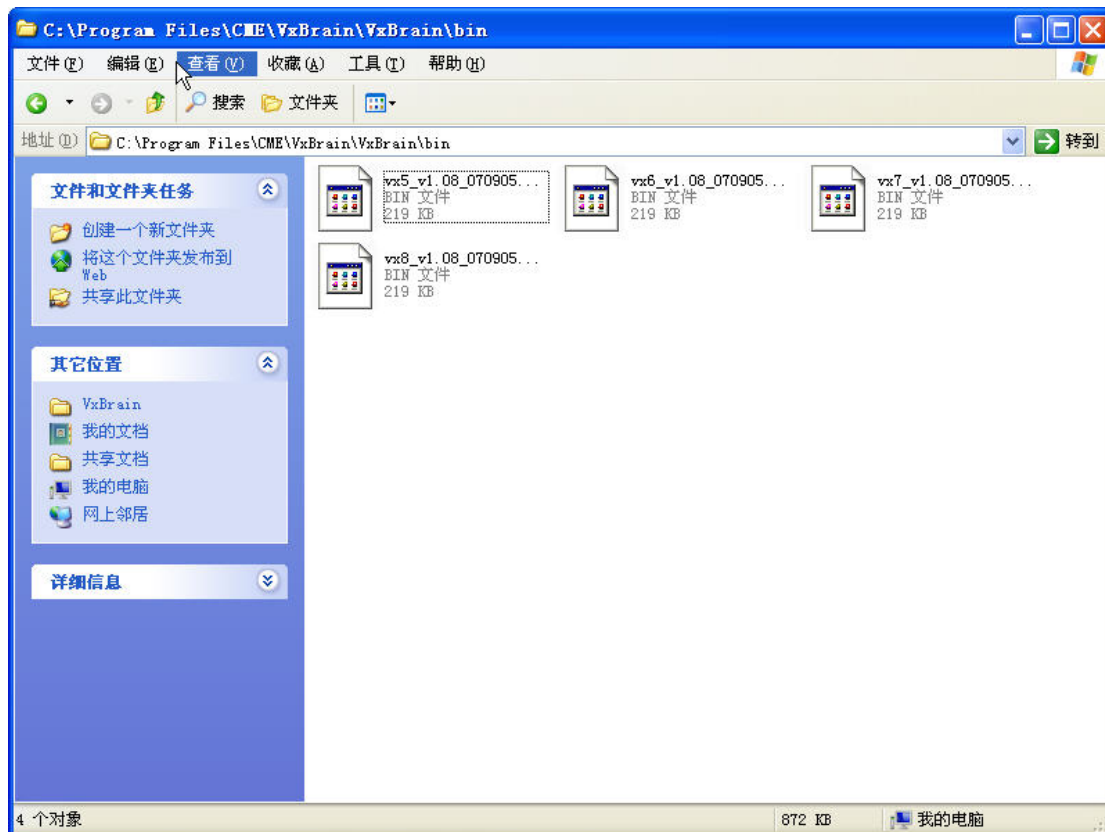 C:\Program Files\CME\VxBrain\VxBrain\bin
文件(F) 编辑(E) 查看(V) 收藏(A) 工具(T) 帮助(H)
搜索 文件夹
地址(D) C:\Program Files\CME\VxBrain\VxBrain\bin 转到
文件和文件夹任务
创建一个新文件夹
将这个文件夹发布到
Web
共享此文件夹
其它位置
VxBrain
我的文档
共享文档
我的电脑
网上邻居
详细信息
vx5_v1.08_070905...
BIN 文件
219 KB
vx6_v1.08_070905...
BIN 文件
219 KB
vx7_v1.08_070905...
BIN 文件
219 KB
vx8_v1.08_070905...
BIN 文件
219 KB
4 个对象 872 KB 我的电脑